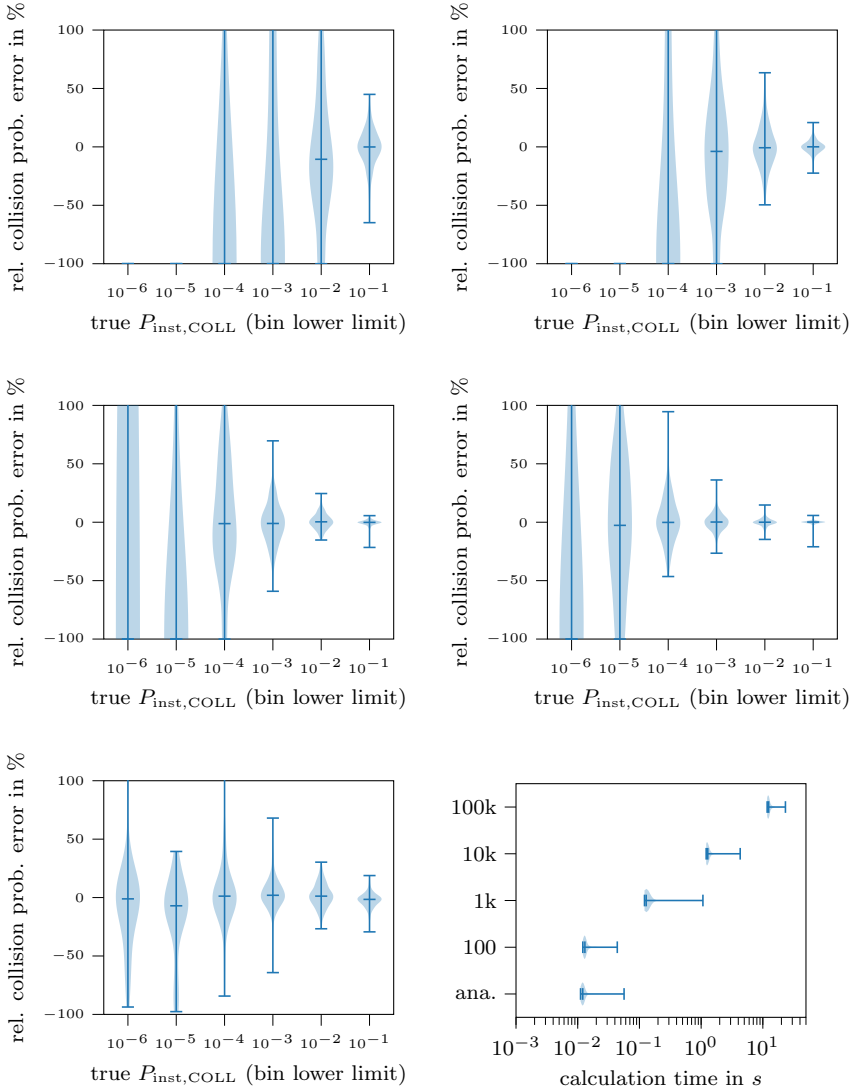 rel. collision prob. error in %
100
50
0
−50
−100
10⁻⁶ 10⁻⁵ 10⁻⁴ 10⁻³ 10⁻² 10⁻¹
true P_inst,COLL (bin lower limit)
rel. collision prob. error in %
100
50
0
−50
−100
10⁻⁶ 10⁻⁵ 10⁻⁴ 10⁻³ 10⁻² 10⁻¹
true P_inst,COLL (bin lower limit)
rel. collision prob. error in %
100
50
0
−50
−100
10⁻⁶ 10⁻⁵ 10⁻⁴ 10⁻³ 10⁻² 10⁻¹
true P_inst,COLL (bin lower limit)
rel. collision prob. error in %
100
50
0
−50
−100
10⁻⁶ 10⁻⁵ 10⁻⁴ 10⁻³ 10⁻² 10⁻¹
true P_inst,COLL (bin lower limit)
rel. collision prob. error in %
100
50
0
−50
−100
10⁻⁶ 10⁻⁵ 10⁻⁴ 10⁻³ 10⁻² 10⁻¹
true P_inst,COLL (bin lower limit)
100k
10k
1k
100
ana.
10⁻³ 10⁻² 10⁻¹ 10⁰ 10¹
calculation time in s